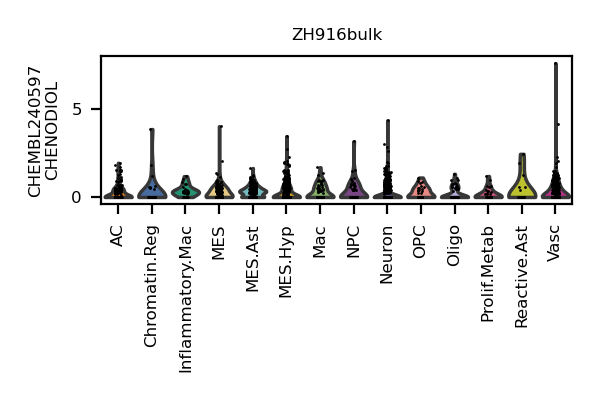 ZH916bulk
CHEMBL240597
CHENODIOL
5
0
AC
Chromatin.Reg
Inflammatory.Mac
MES
MES.Ast
MES.Hyp
Mac
NPC
Neuron
OPC
Oligo
Prolif.Metab
Reactive.Ast
Vasc